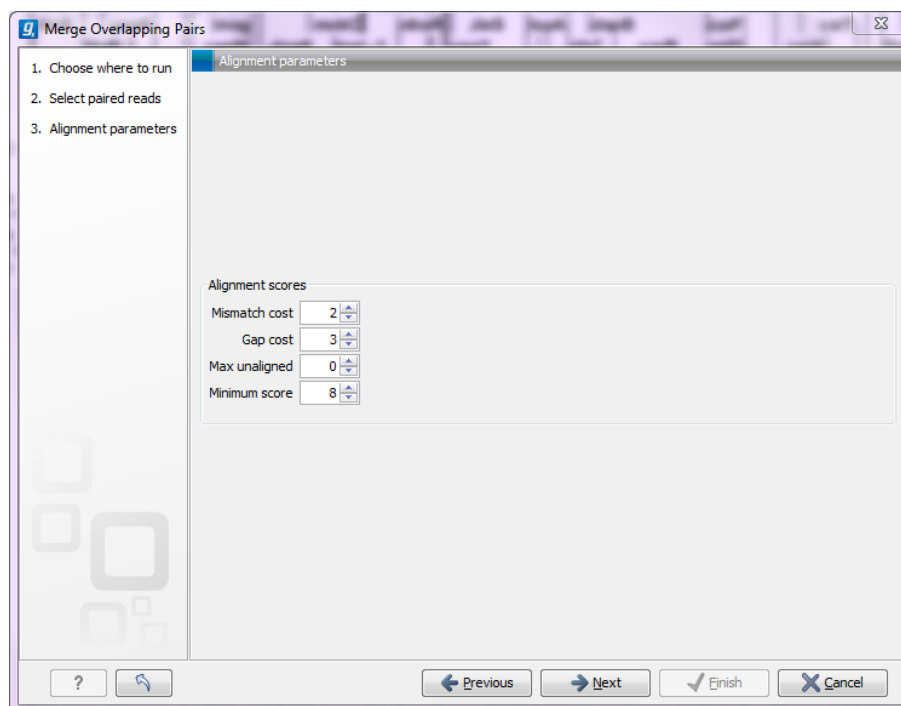 Merge Overlapping Pairs
1. Choose where to run
2. Select paired reads
3. Alignment parameters
Alignment parameters
Alignment scores
Mismatch cost 2
Gap cost 3
Max unaligned 0
Minimum score 8
?
Previous
Next
Finish
Cancel